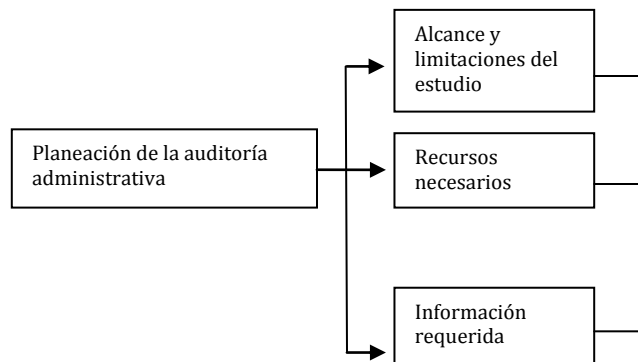 Alcance y
limitaciones del
estudio
Planeación de la auditoría
administrativa
Recursos
necesarios
Información
requerida